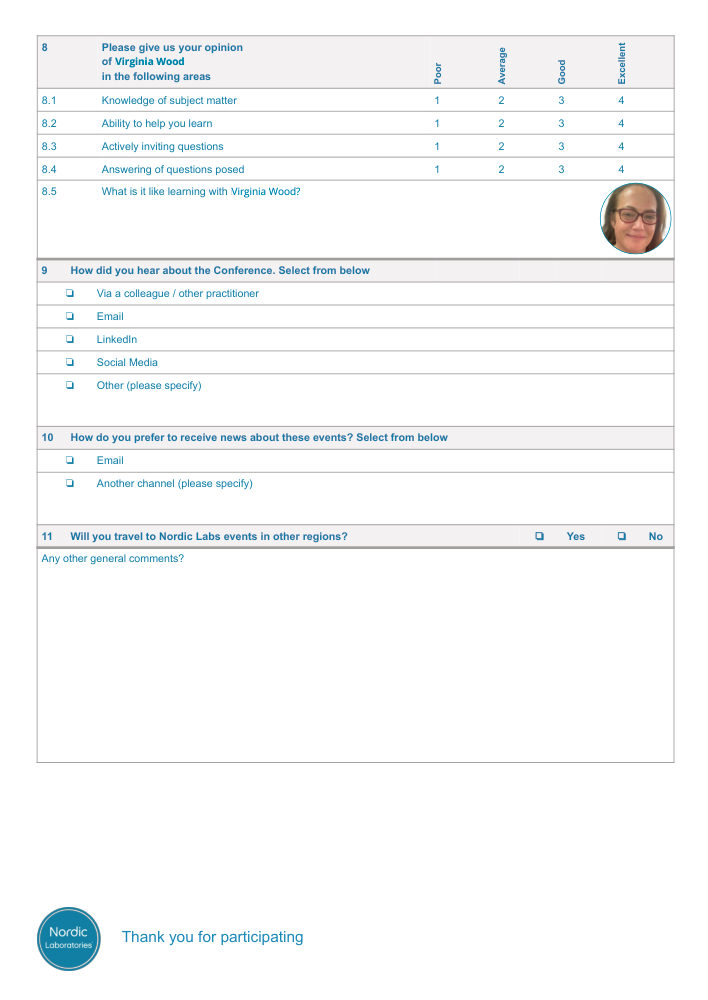 8 Please give us your opinion
of Virginia Wood
in the following areas
Poor Average Good Excellent
8.1 Knowledge of subject matter 1 2 3 4
8.2 Ability to help you learn 1 2 3 4
8.3 Actively inviting questions 1 2 3 4
8.4 Answering of questions posed 1 2 3 4
8.5 What is it like learning with Virginia Wood?
9 How did you hear about the Conference. Select from below
❏ Via a colleague / other practitioner
❏ Email
❏ LinkedIn
❏ Social Media
❏ Other (please specify)
10 How do you prefer to receive news about these events? Select from below
❏ Email
❏ Another channel (please specify)
11 Will you travel to Nordic Labs events in other regions? ❏ Yes ❏ No
Any other general comments?
Nordic
Laboratories
Thank you for participating